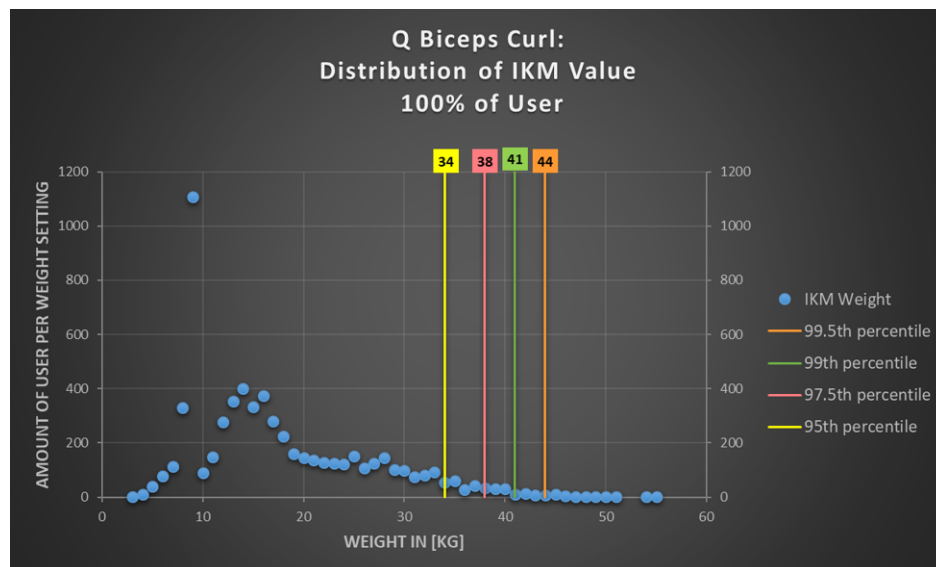 Q Biceps Curl:
Distribution of IKM Value
100% of User
34
38
41
44
1200
1000
800
600
400
200
0
1200
1000
800
600
400
200
0
0
10
20
30
40
50
60
AMOUNT OF USER PER WEIGHT SETTING
WEIGHT IN [KG]
IKM Weight
99.5th percentile
99th percentile
97.5th percentile
95th percentile